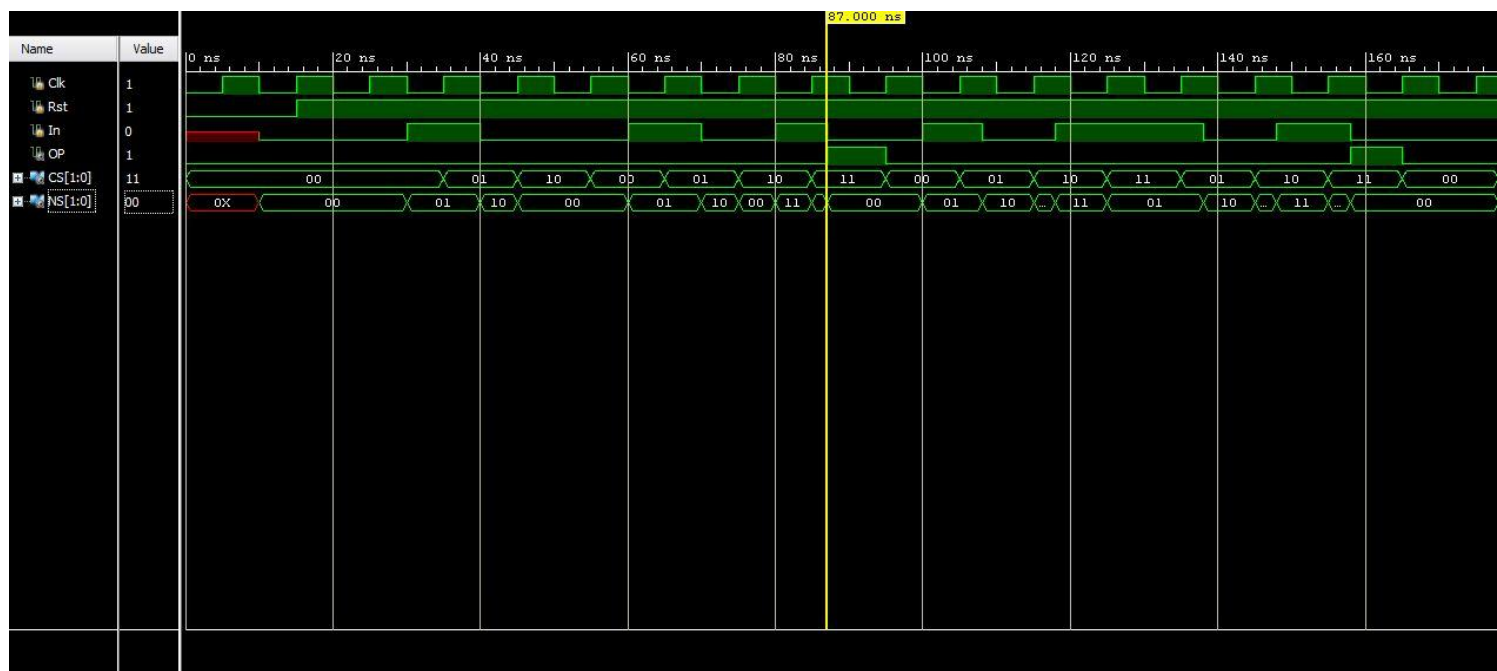 87.000 ns
Name Value
0 ns 20 ns 40 ns 60 ns 80 ns 100 ns 120 ns 140 ns 160 ns
Clk 1
Rst 1
In 0
OP 1
CS[1:0] 11 00 01 10 00 01 10 11 00 01 10 11 01 10 11 00
NS[1:0] 00 0X 00 01 10 00 01 10 00 11 00 01 10 ... 11 01 10 ... 11 ... 00